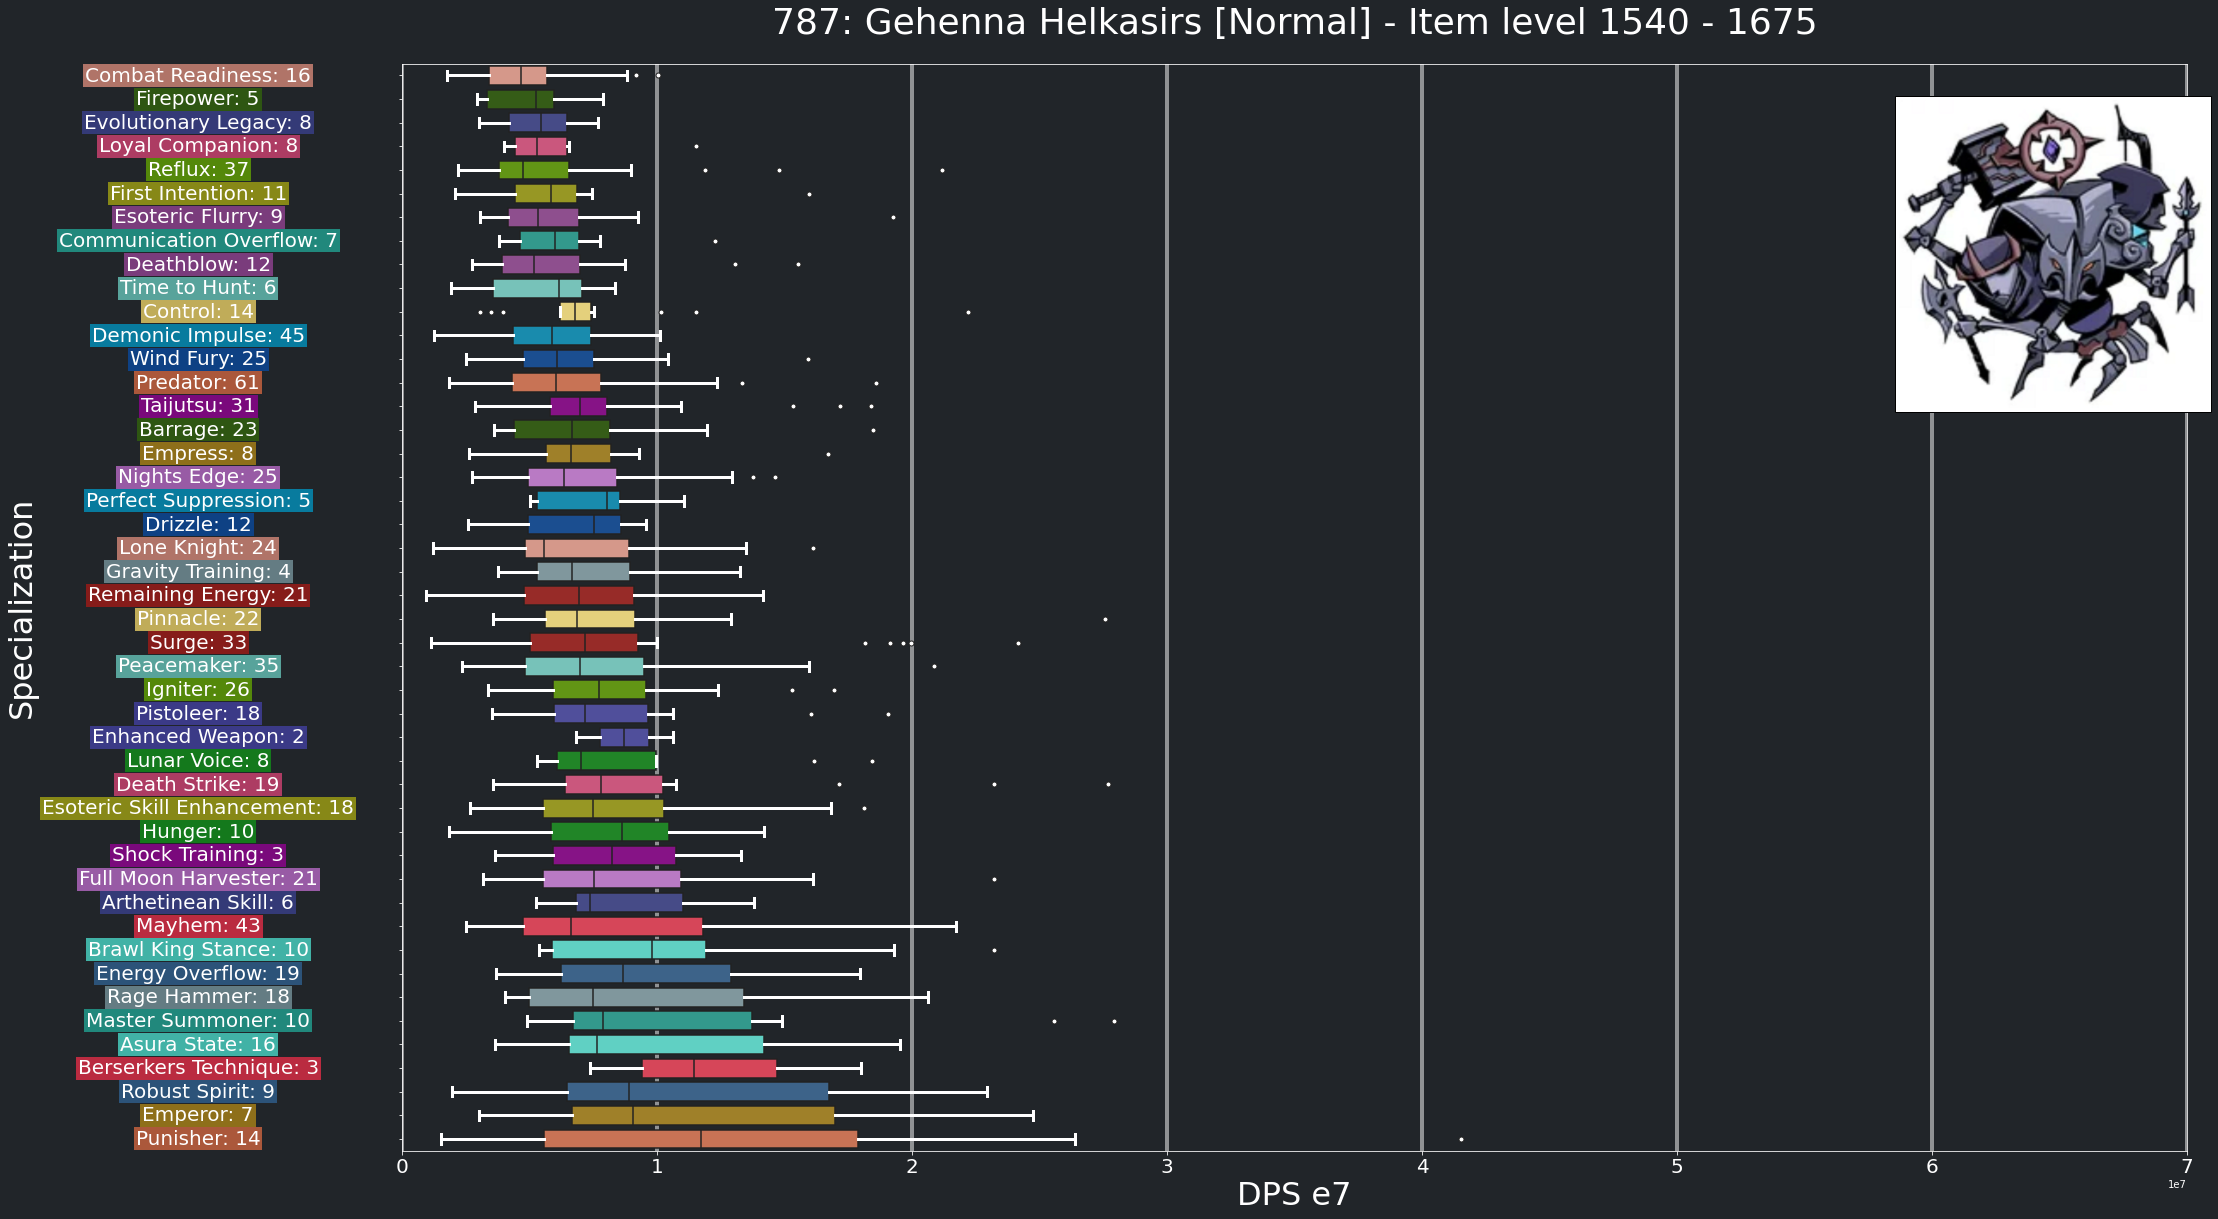 787: Gehenna Helkasirs [Normal] - Item level 1540 - 1675
Combat Readiness: 16
Firepower: 5
Evolutionary Legacy: 8
Loyal Companion: 8
Reflux: 37
First Intention: 11
Esoteric Flurry: 9
Communication Overflow: 7
Deathblow: 12
Time to Hunt: 6
Control: 14
Demonic Impulse: 45
Wind Fury: 25
Predator: 61
Taijutsu: 31
Barrage: 23
Empress: 8
Nights Edge: 25
Perfect Suppression: 5
Drizzle: 12
Lone Knight: 24
Gravity Training: 4
Remaining Energy: 21
Pinnacle: 22
Surge: 33
Peacemaker: 35
Igniter: 26
Pistoleer: 18
Enhanced Weapon: 2
Lunar Voice: 8
Death Strike: 19
Esoteric Skill Enhancement: 18
Hunger: 10
Shock Training: 3
Full Moon Harvester: 21
Arthetinean Skill: 6
Mayhem: 43
Brawl King Stance: 10
Energy Overflow: 19
Rage Hammer: 18
Master Summoner: 10
Asura State: 16
Berserkers Technique: 3
Robust Spirit: 9
Emperor: 7
Punisher: 14
Specialization
0 1 2 3 4 5 6 7
1e7
DPS e7